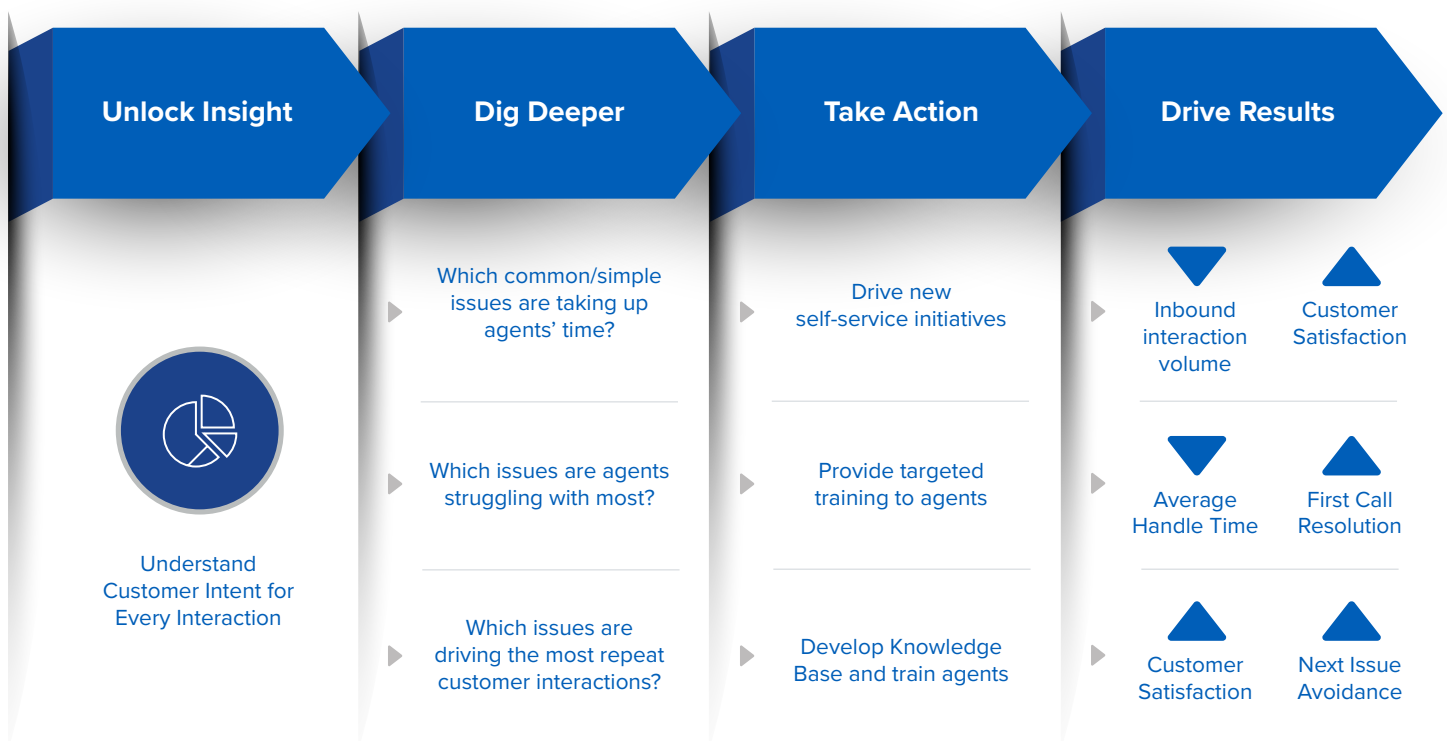 Unlock Insight
Dig Deeper
Take Action
Drive Results
Understand
Customer Intent for
Every Interaction
Which common/simple
issues are taking up
agents’ time?
Drive new
self-service initiatives
Inbound
interaction
volume
Customer
Satisfaction
Which issues are agents
struggling with most?
Provide targeted
training to agents
Average
Handle Time
First Call
Resolution
Which issues are
driving the most repeat
customer interactions?
Develop Knowledge
Base and train agents
Customer
Satisfaction
Next Issue
Avoidance